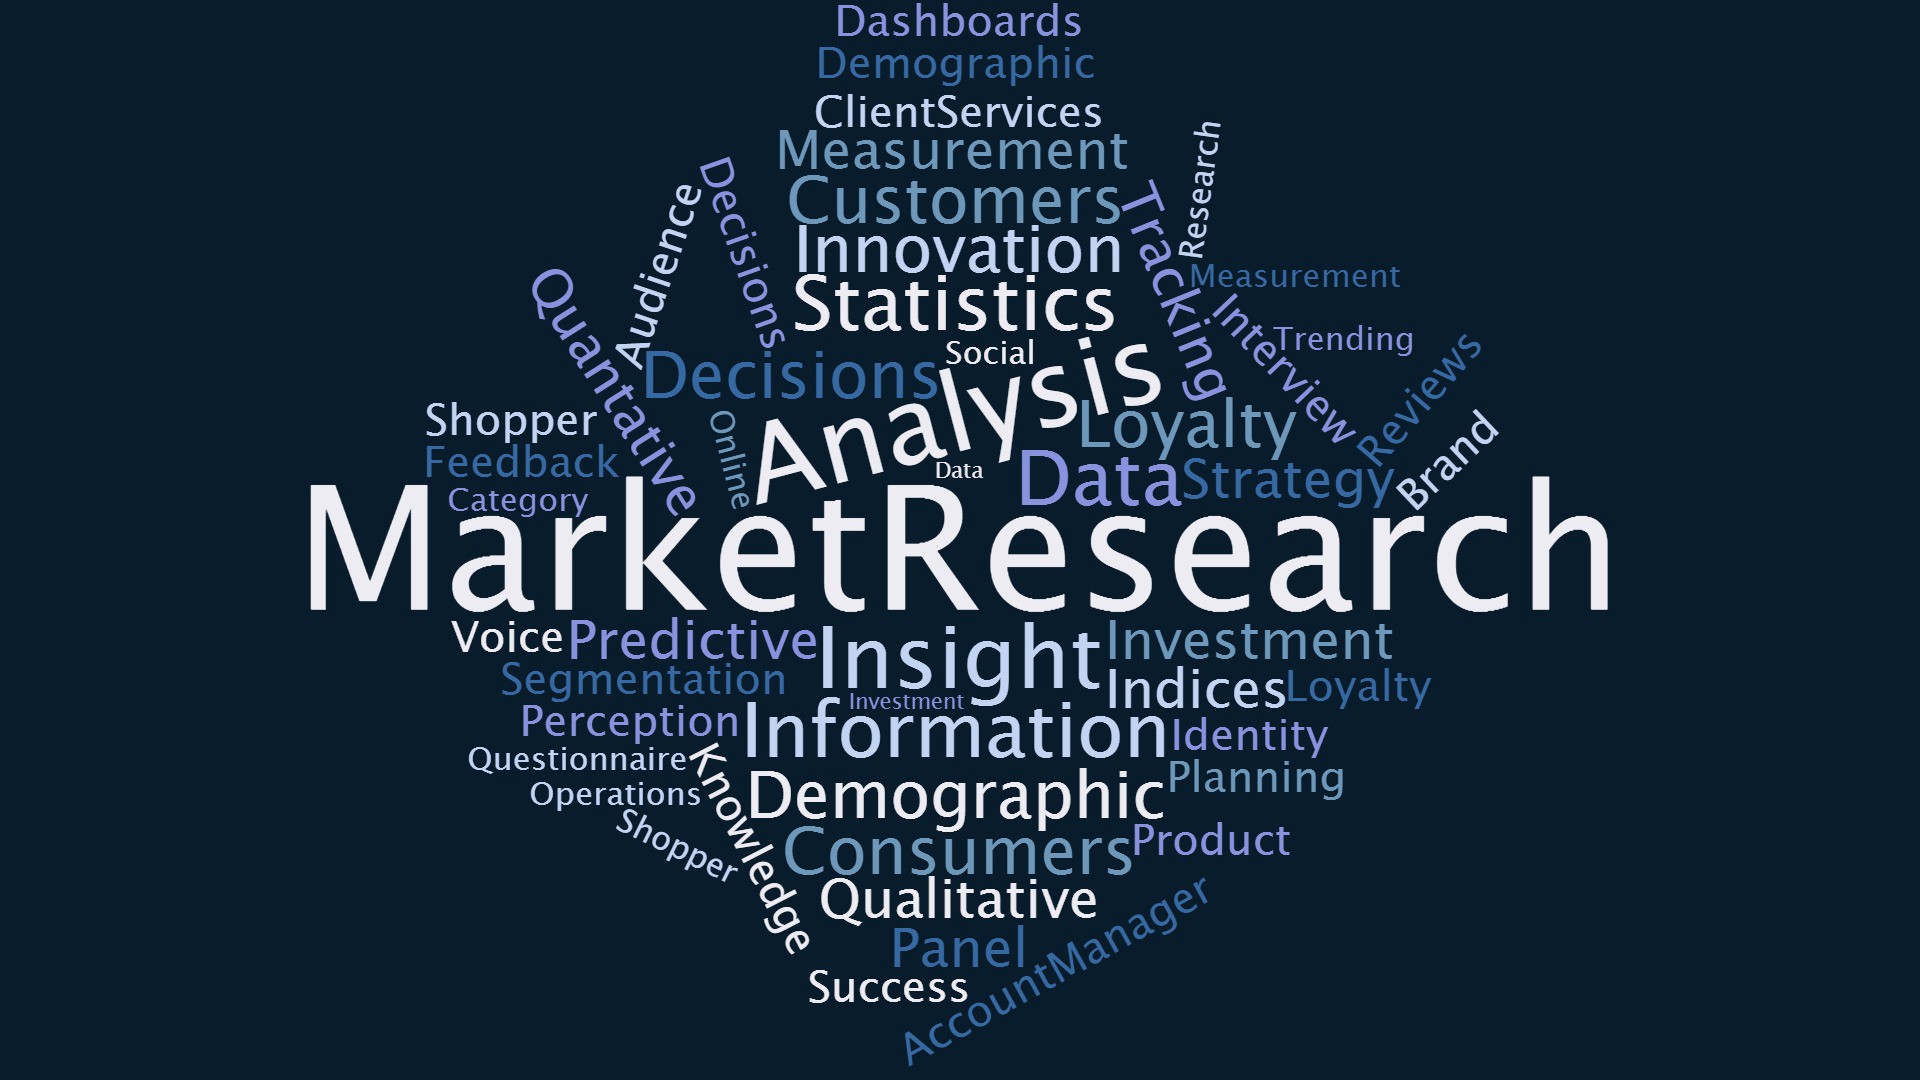 Dashboards
Demographic
ClientServices
Measurement
Research
Decisions
Customers
Tracking
Audience
Innovation
Measurement
Quantative
Statistics
Interview
Trending
Social
Reviews
Decisions
Analysis
Loyalty
Shopper
Online
Brand
Feedback
Data
Data
Strategy
Category
MarketResearch
Voice
Predictive
Insight
Investment
Segmentation
Indices
Loyalty
Investment
Perception
Information
Identity
Questionnaire
Knowledge
Planning
Operations
Demographic
Shopper
Consumers
Product
Qualitative
Panel
AccountManager
Success